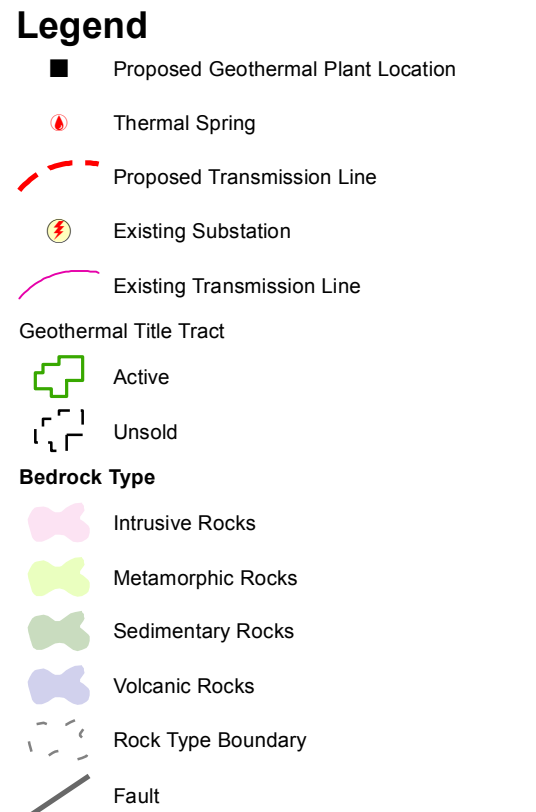 Legend
Proposed Geothermal Plant Location
Thermal Spring
Proposed Transmission Line
Existing Substation
Existing Transmission Line
Geothermal Title Tract
Active
Unsold
Bedrock Type
Intrusive Rocks
Metamorphic Rocks
Sedimentary Rocks
Volcanic Rocks
Rock Type Boundary
Fault